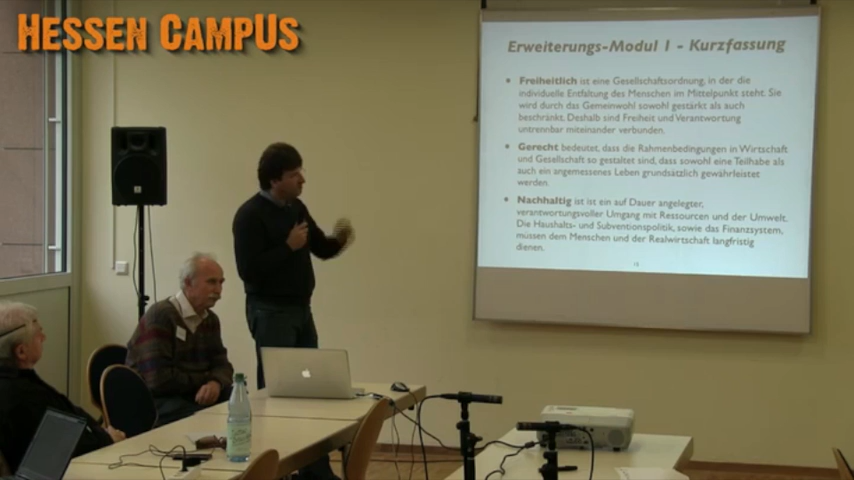 HESSEN CAMPUS
Erweiterungs-Modul I - Kurzfassung
• Freiheitlich ist eine Gesellschaftsordnung, in der die
individuelle Entfaltung des Menschen im Mittelpunkt steht. Sie
wird durch das Gemeinwohl sowohl gestärkt als auch
beschränkt. Deshalb sind Freiheit und Verantwortung
untrennbar miteinander verbunden.
• Gerecht bedeutet, dass die Rahmenbedingungen in Wirtschaft
und Gesellschaft so gestaltet sind, dass sowohl eine Teilhabe als
auch ein angemessenes Leben grundsätzlich gewährleistet
werden.
• Nachhaltig ist ist ein auf Dauer angelegter,
verantwortungsvoller Umgang mit Ressourcen und der Umwelt.
Die Haushalts- und Subventionspolitik, sowie das Finanzsystem,
müssen dem Menschen und der Realwirtschaft langfristig
dienen.